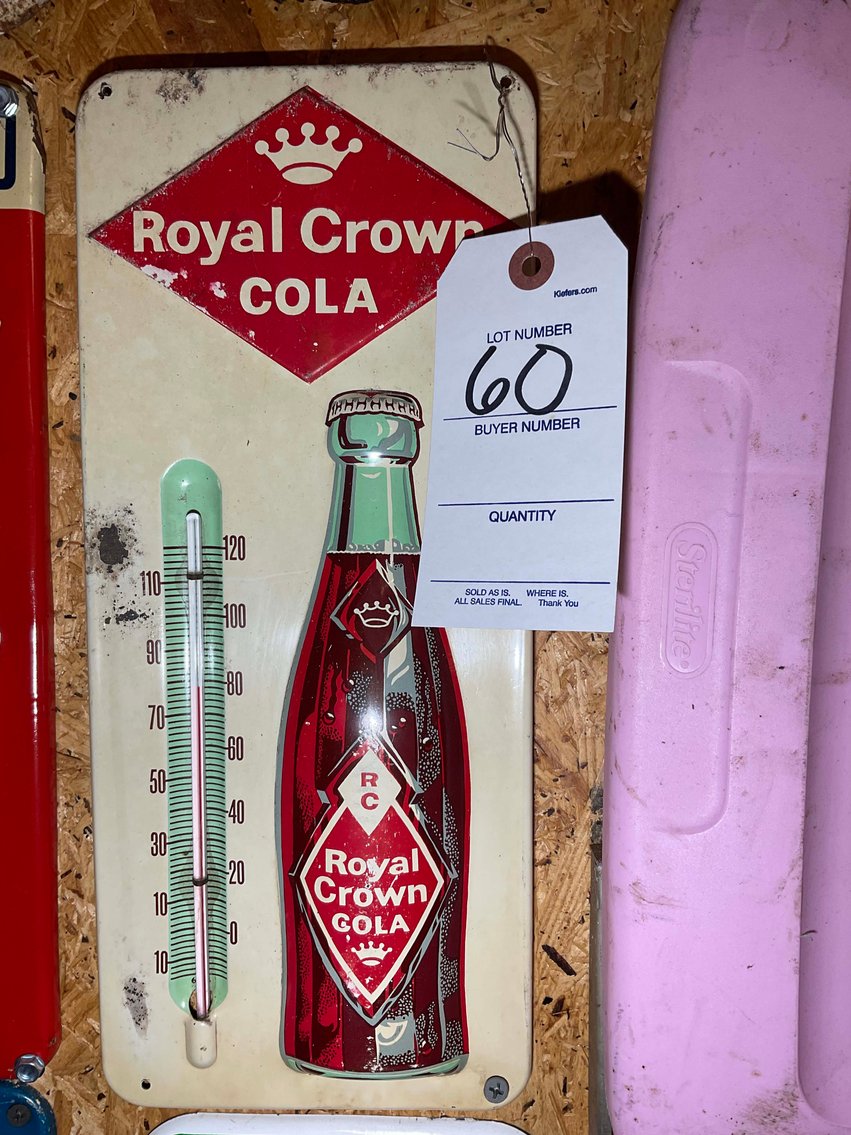 Royal Crown
COLA
Kiefers.com
LOT NUMBER
60
BUYER NUMBER
QUANTITY
SOLD AS IS. WHERE IS.
ALL SALES FINAL. Thank You
120
110
100
90
80
70
60
50
40
30
20
10
0
10
R
C
Royal
Crown
COLA
Sterilite